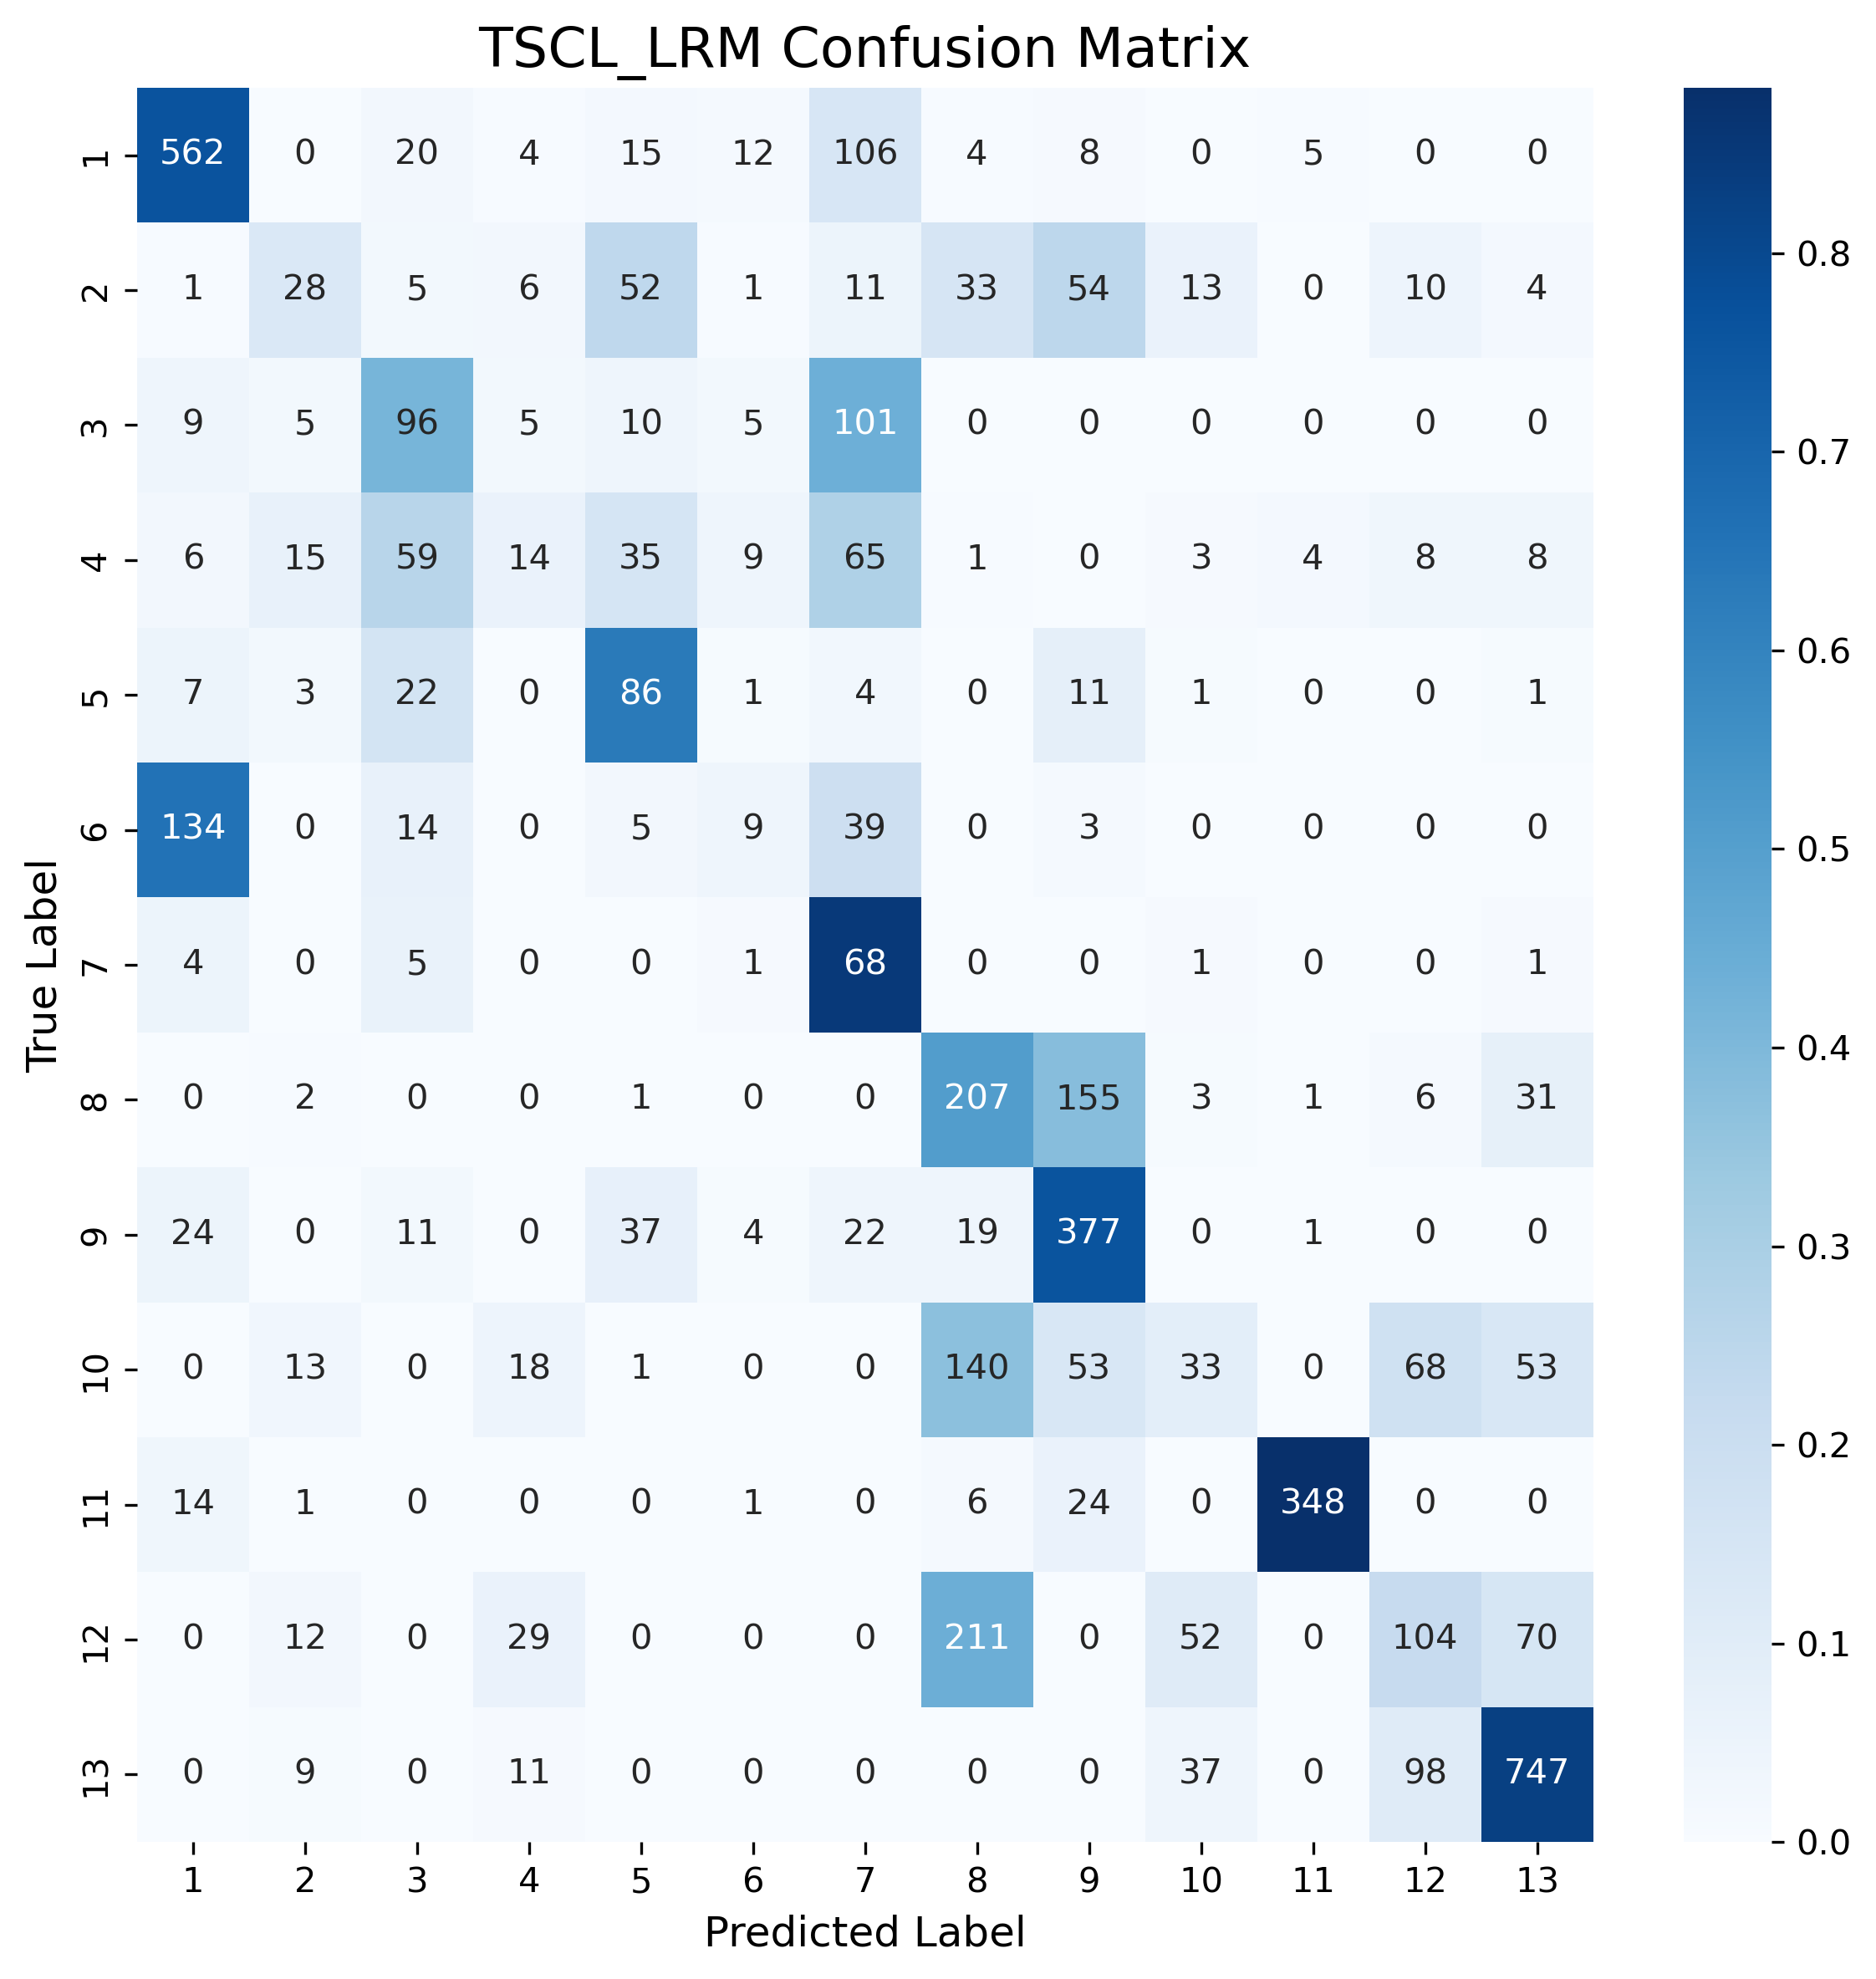 TSCL_LRM Confusion Matrix
1 562 0 20 4 15 12 106 4 8 0 5 0 0
2 1 28 5 6 52 1 11 33 54 13 0 10 4
3 9 5 96 5 10 5 101 0 0 0 0 0 0
4 6 15 59 14 35 9 65 1 0 3 4 8 8
5 7 3 22 0 86 1 4 0 11 1 0 0 1
6 134 0 14 0 5 9 39 0 3 0 0 0 0
7 4 0 5 0 0 1 68 0 0 1 0 0 1
8 0 2 0 0 1 0 0 207 155 3 1 6 31
9 24 0 11 0 37 4 22 19 377 0 1 0 0
10 0 13 0 18 1 0 0 140 53 33 0 68 53
11 14 1 0 0 0 1 0 6 24 0 348 0 0
12 0 12 0 29 0 0 0 211 0 52 0 104 70
13 0 9 0 11 0 0 0 0 0 37 0 98 747
1 2 3 4 5 6 7 8 9 10 11 12 13
Predicted Label
True Label
0.8
0.7
0.6
0.5
0.4
0.3
0.2
0.1
0.0